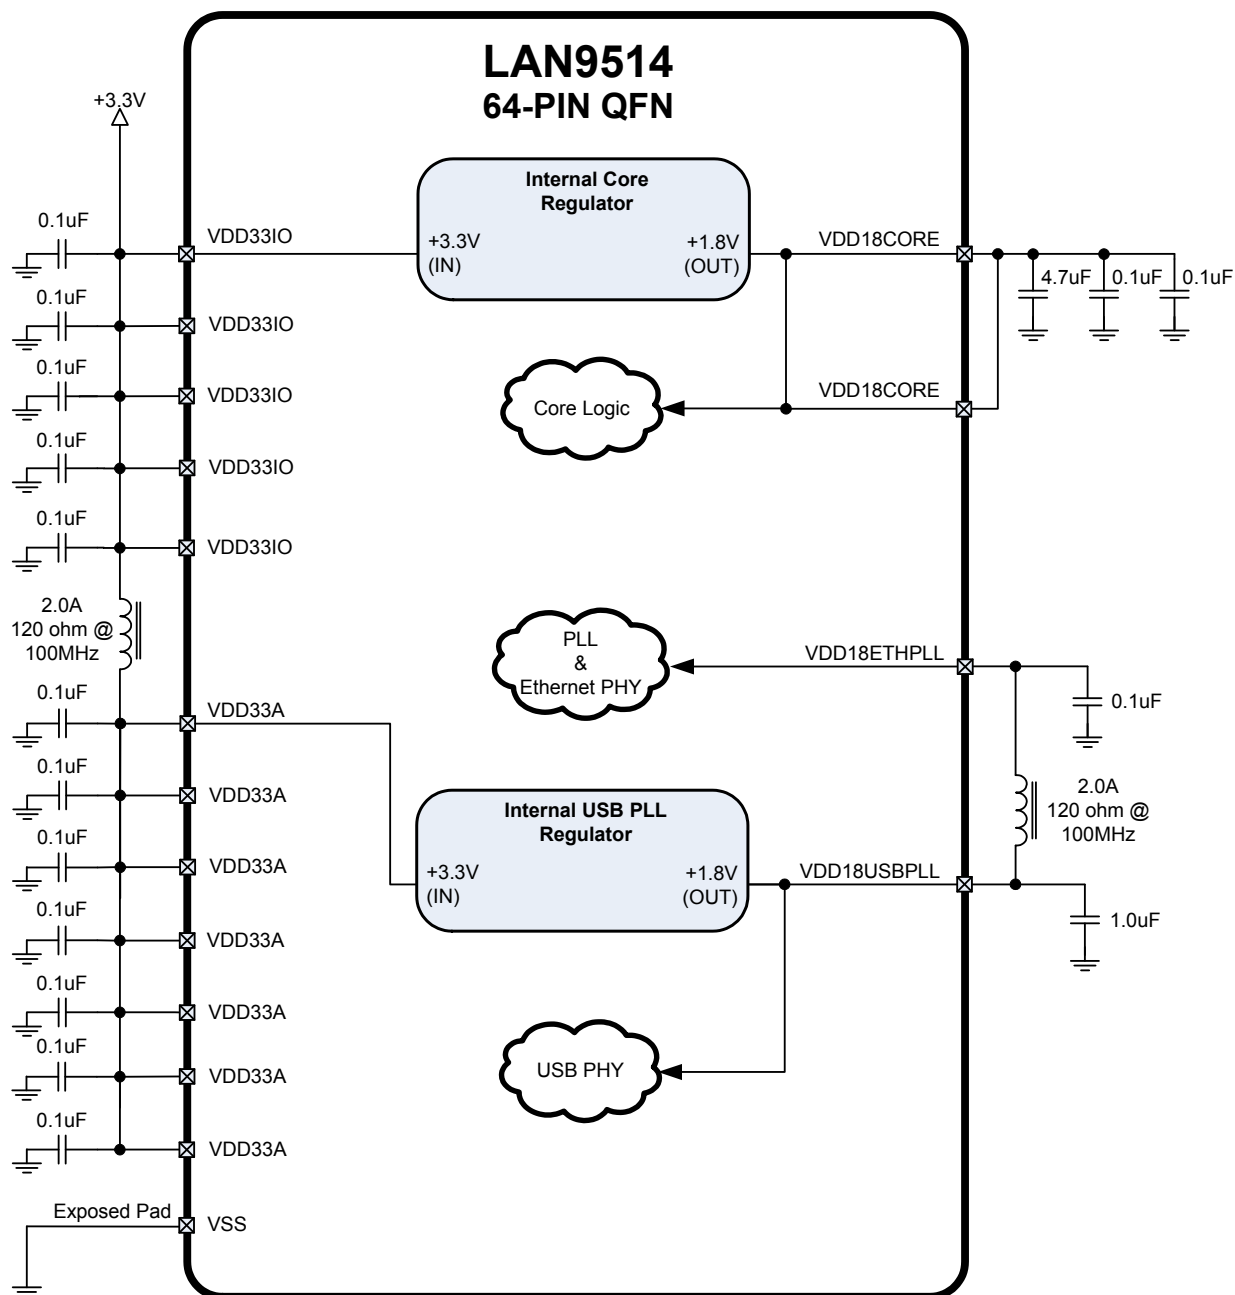 LAN9514
64-PIN QFN
+3.3V
Internal Core
Regulator
+3.3V
(IN)
+1.8V
(OUT)
0.1uF
VDD33IO
VDD18CORE
4.7uF
0.1uF
0.1uF
0.1uF
VDD33IO
0.1uF
VDD33IO
Core Logic
VDD18CORE
0.1uF
VDD33IO
0.1uF
VDD33IO
2.0A
120 ohm @
100MHz
PLL
&
Ethernet PHY
VDD18ETHPLL
0.1uF
0.1uF
VDD33A
0.1uF
VDD33A
Internal USB PLL
Regulator
+3.3V
(IN)
+1.8V
(OUT)
2.0A
120 ohm @
100MHz
0.1uF
VDD33A
VDD18USBPLL
1.0uF
0.1uF
VDD33A
0.1uF
VDD33A
0.1uF
VDD33A
USB PHY
0.1uF
VDD33A
Exposed Pad
VSS